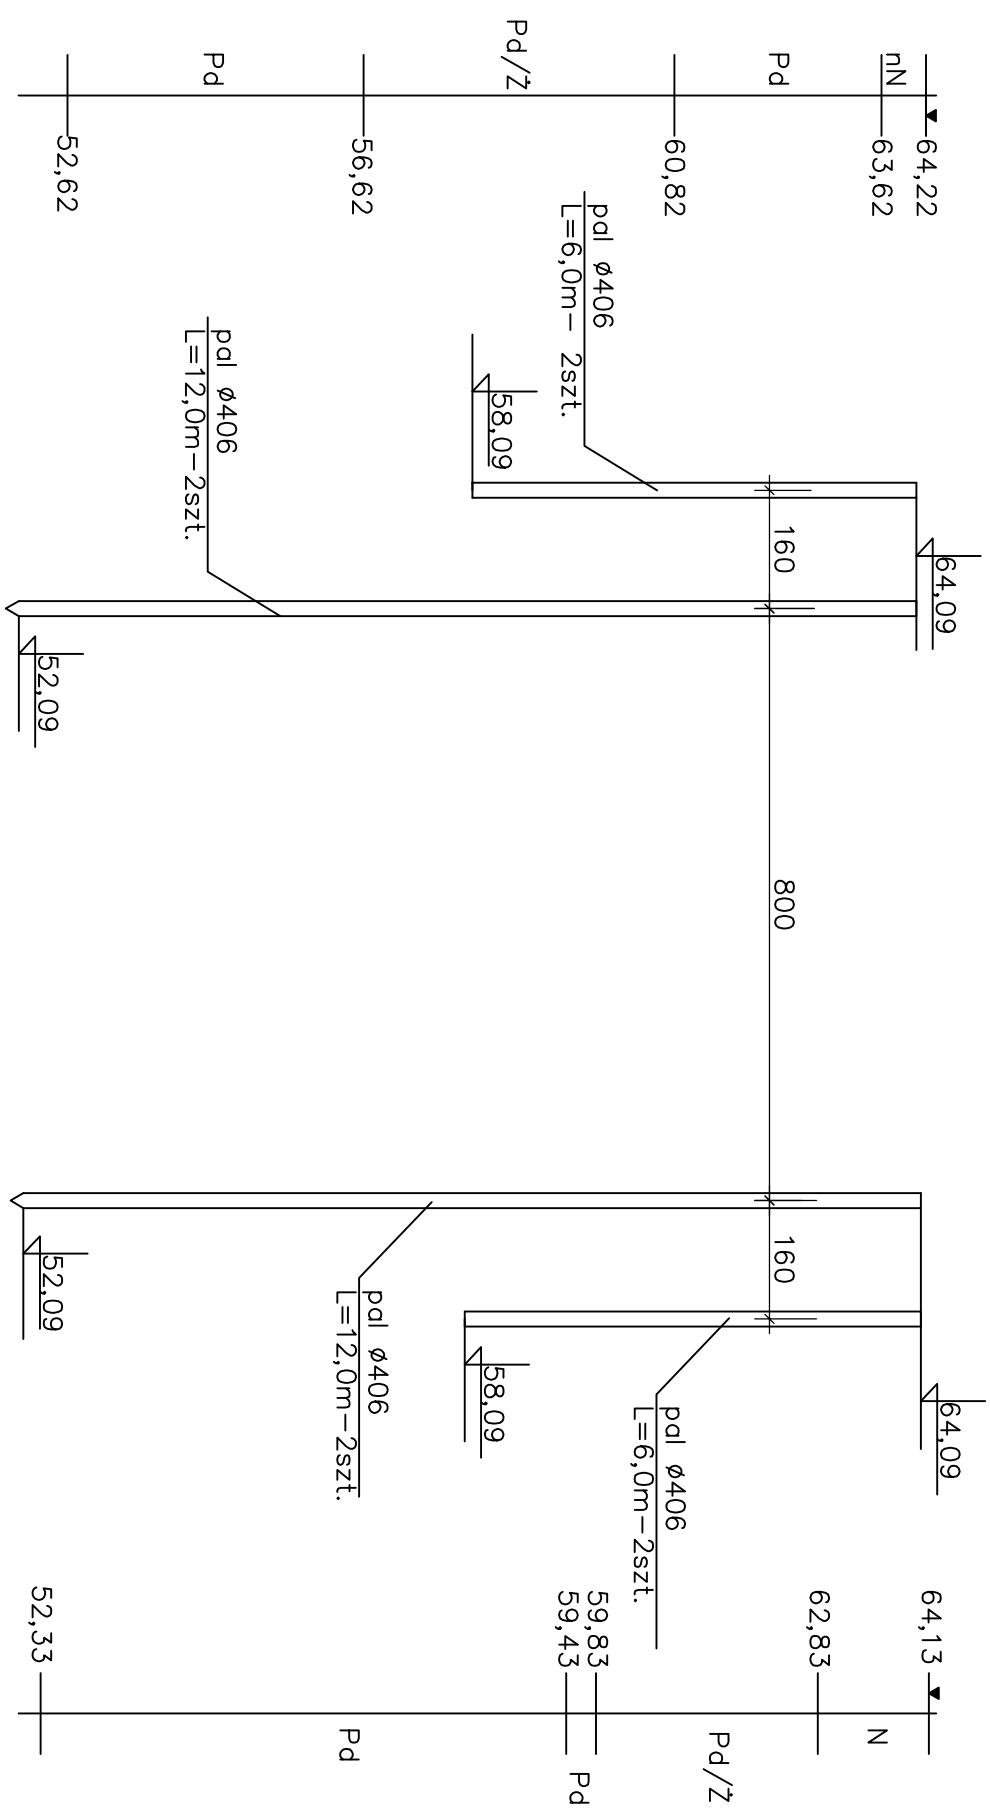 64,22
nN
63,62
Pd
60,82
Pd/Ż
56,62
Pd
52,62
pal ø406
L=6,0m- 2szt.
58,09
pal ø406
L=12,0m-2szt.
64,09
160
52,09
800
160
52,09
pal ø406
L=12,0m-2szt.
58,09
64,09
pal ø406
L=6,0m-2szt.
64,13
N
62,83
Pd/Ż
59,83
Pd
59,43
Pd
52,33